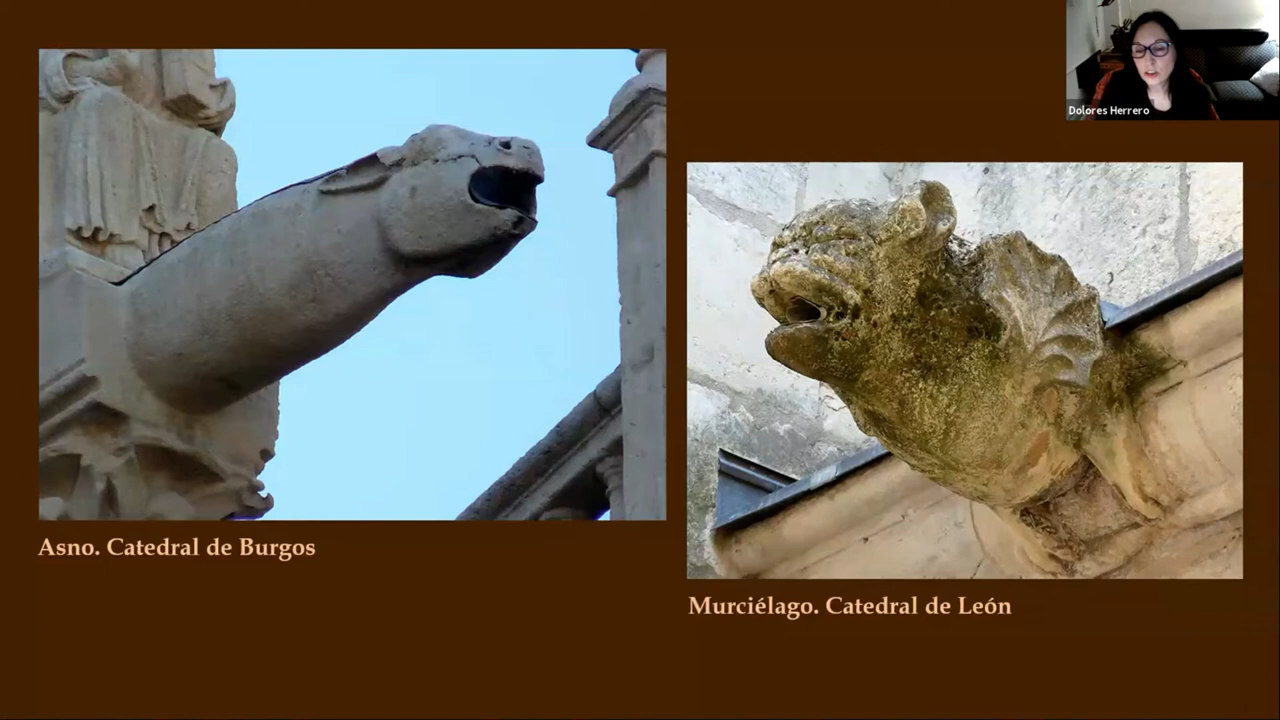 Dolores Herrero
Asno. Catedral de Burgos
Murciélago. Catedral de León